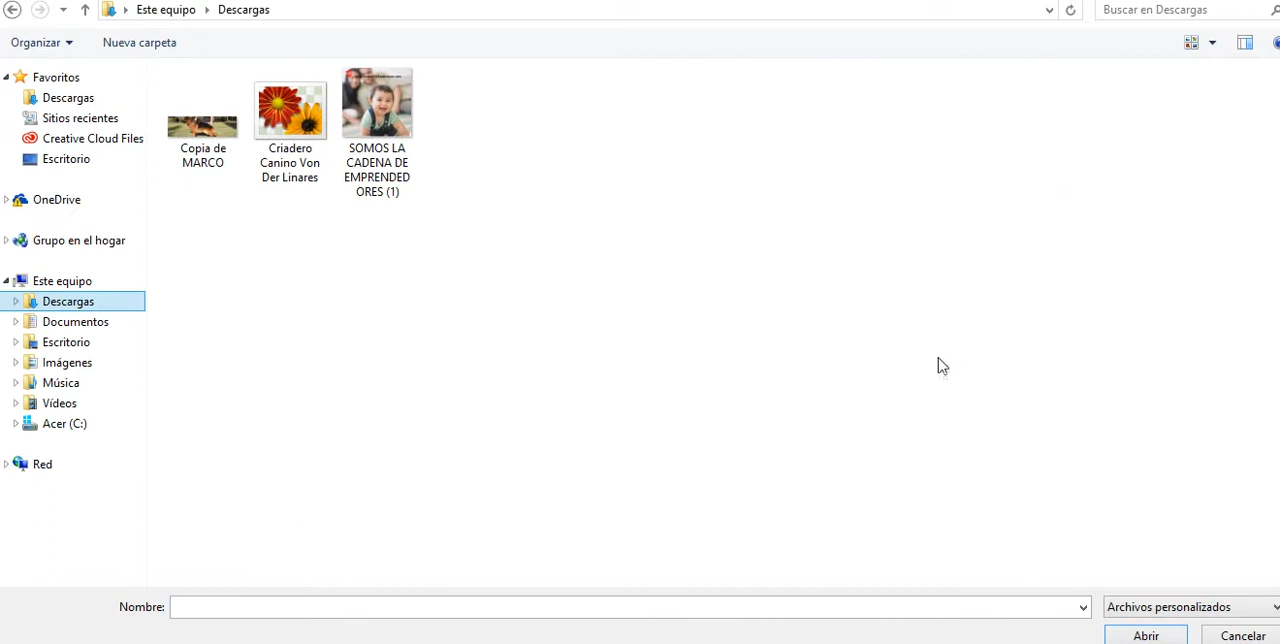 Este equipo Descargas
Buscar en Descargas
Organizar
Nueva carpeta
Favoritos
Descargas
Sitios recientes
Creative Cloud Files
Escritorio
OneDrive
Grupo en el hogar
Este equipo
Descargas
Documentos
Escritorio
Imágenes
Música
Vídeos
Acer (C:)
Red
Copia de
MARCO
Criadero
Canino Von
Der Linares
SOMOS LA
CADENA DE
EMPRENDED
ORES (1)
Nombre:
Archivos personalizados
Abrir
Cancelar